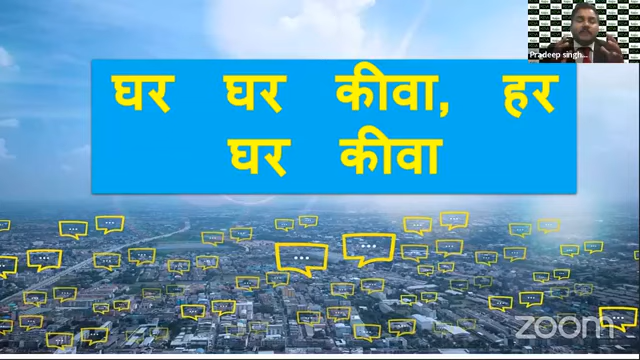 घर घर कीवा, हर
घर कीवा
Pradeep singh...
zoom